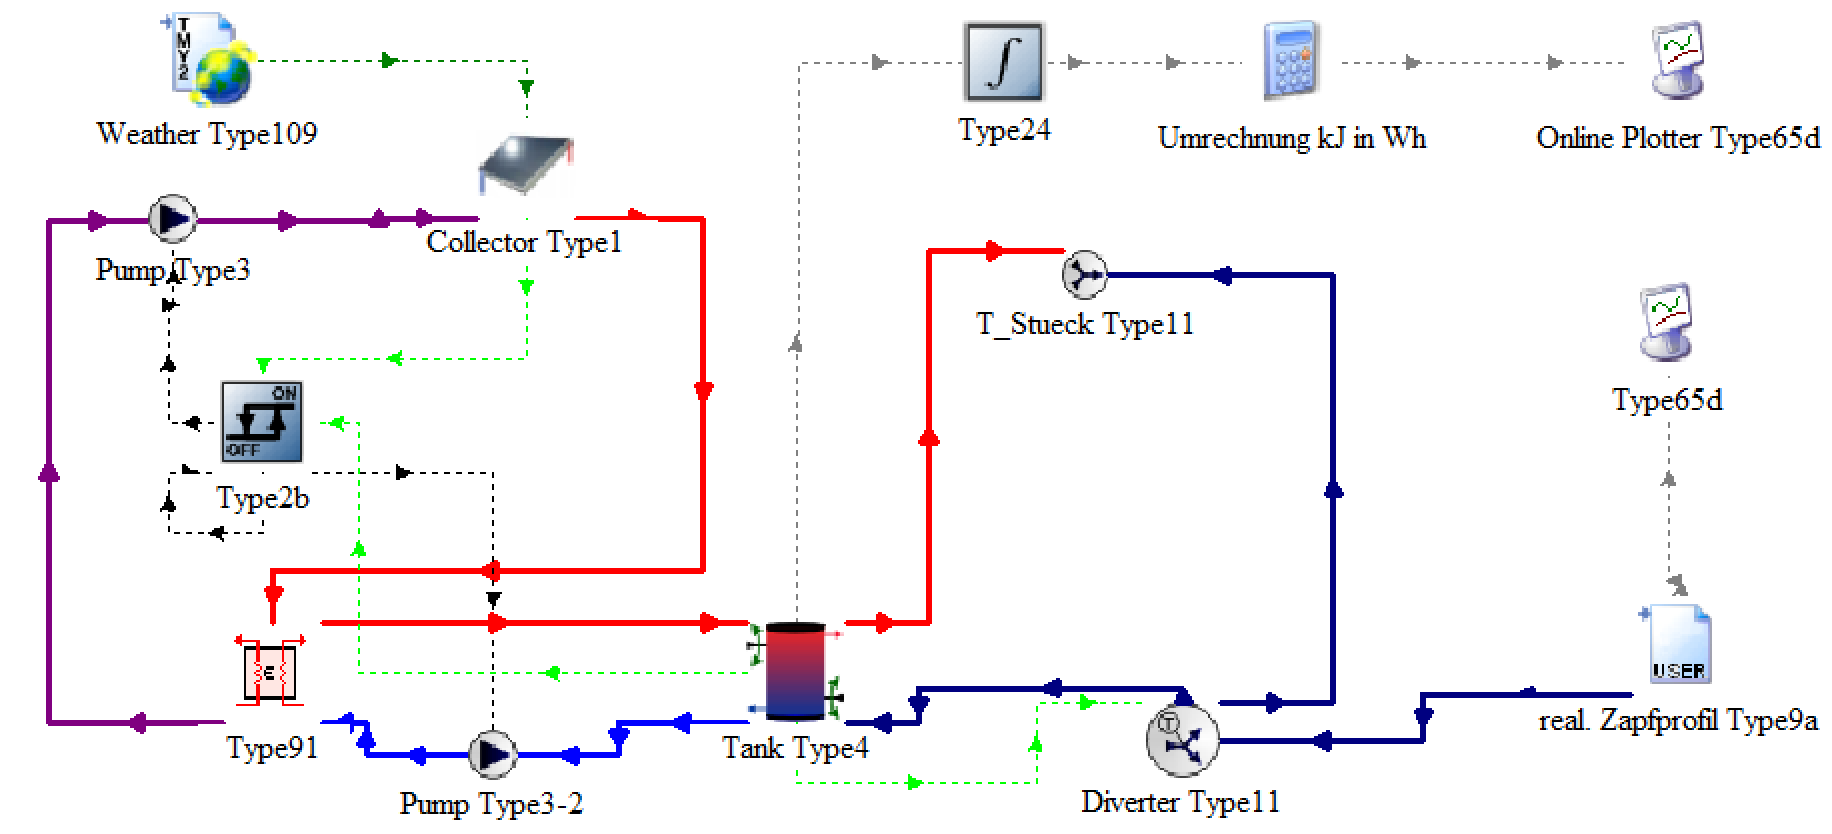 TMY2
Weather Type109
Type24
Umrechnung kJ in Wh
Online Plotter Type65d
Collector Type1
Pump Type3
T_Stueck Type11
Type65d
ON
OFF
Type2b
USER
real. Zapfprofil Type9a
Type91
Tank Type4
T
Pump Type3-2
Diverter Type11